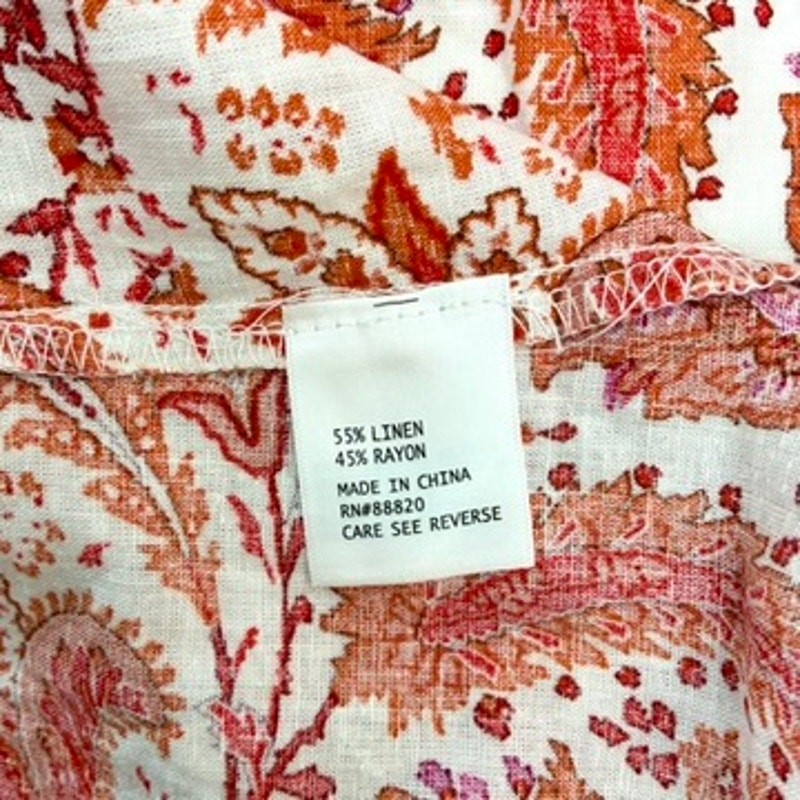 55% LINEN
45% RAYON
MADE IN CHINA
RN#88820
CARE SEE REVERSE